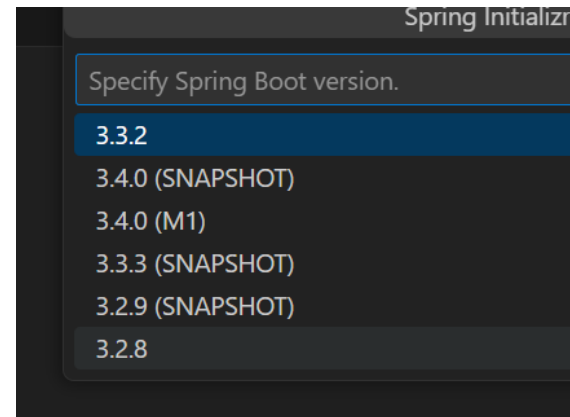 Spring Initializr
Specify Spring Boot version.
3.3.2
3.4.0 (SNAPSHOT)
3.4.0 (M1)
3.3.3 (SNAPSHOT)
3.2.9 (SNAPSHOT)
3.2.8